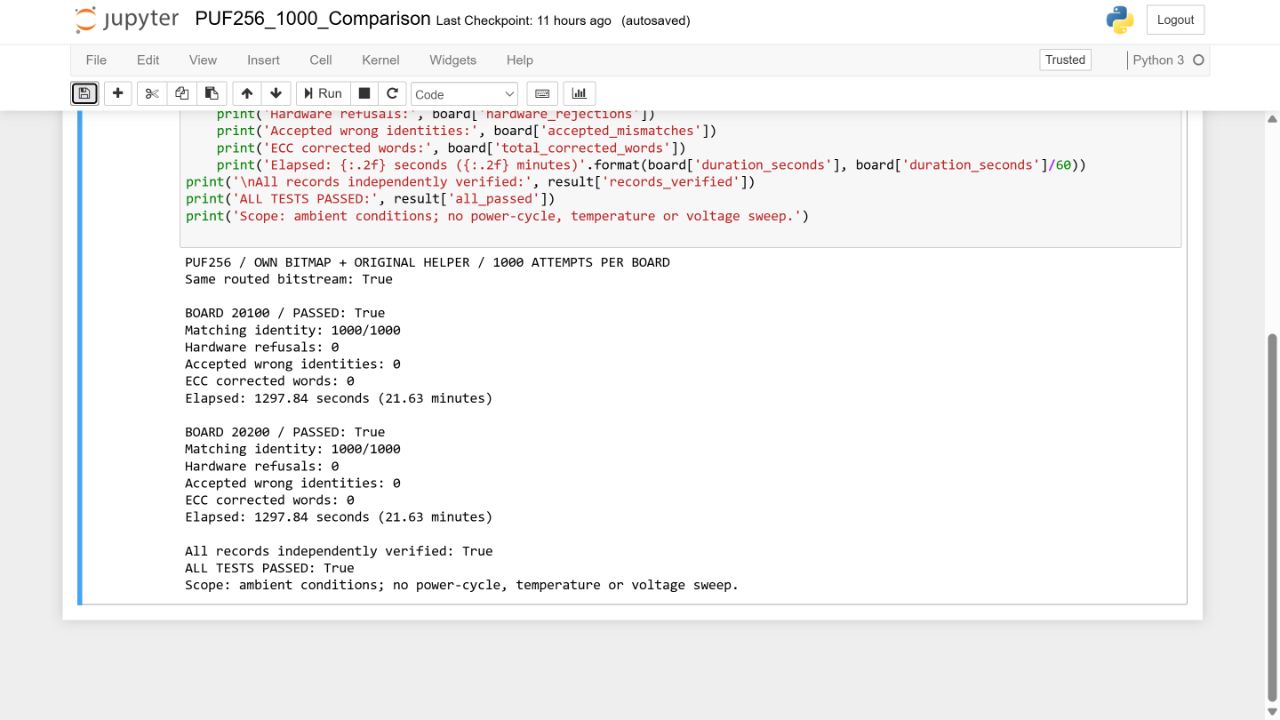 jupyter PUF256_1000_Comparison Last Checkpoint: 11 hours ago (autosaved) Logout
File Edit View Insert Cell Kernel Widgets Help Trusted Python 3
Run Code
print('Hardware refusals:', board['hardware_rejections'])
print('Accepted wrong identities:', board['accepted_mismatches'])
print('ECC corrected words:', board['total_corrected_words'])
print('Elapsed: {:.2f} seconds ({:.2f} minutes)'.format(board['duration_seconds'], board['duration_seconds']/60))
print('\nAll records independently verified:', result['records_verified'])
print('ALL TESTS PASSED:', result['all_passed'])
print('Scope: ambient conditions; no power-cycle, temperature or voltage sweep.')
PUF256 / OWN BITMAP + ORIGINAL HELPER / 1000 ATTEMPTS PER BOARD
Same routed bitstream: True
BOARD 20100 / PASSED: True
Matching identity: 1000/1000
Hardware refusals: 0
Accepted wrong identities: 0
ECC corrected words: 0
Elapsed: 1297.84 seconds (21.63 minutes)
BOARD 20200 / PASSED: True
Matching identity: 1000/1000
Hardware refusals: 0
Accepted wrong identities: 0
ECC corrected words: 0
Elapsed: 1297.84 seconds (21.63 minutes)
All records independently verified: True
ALL TESTS PASSED: True
Scope: ambient conditions; no power-cycle, temperature or voltage sweep.